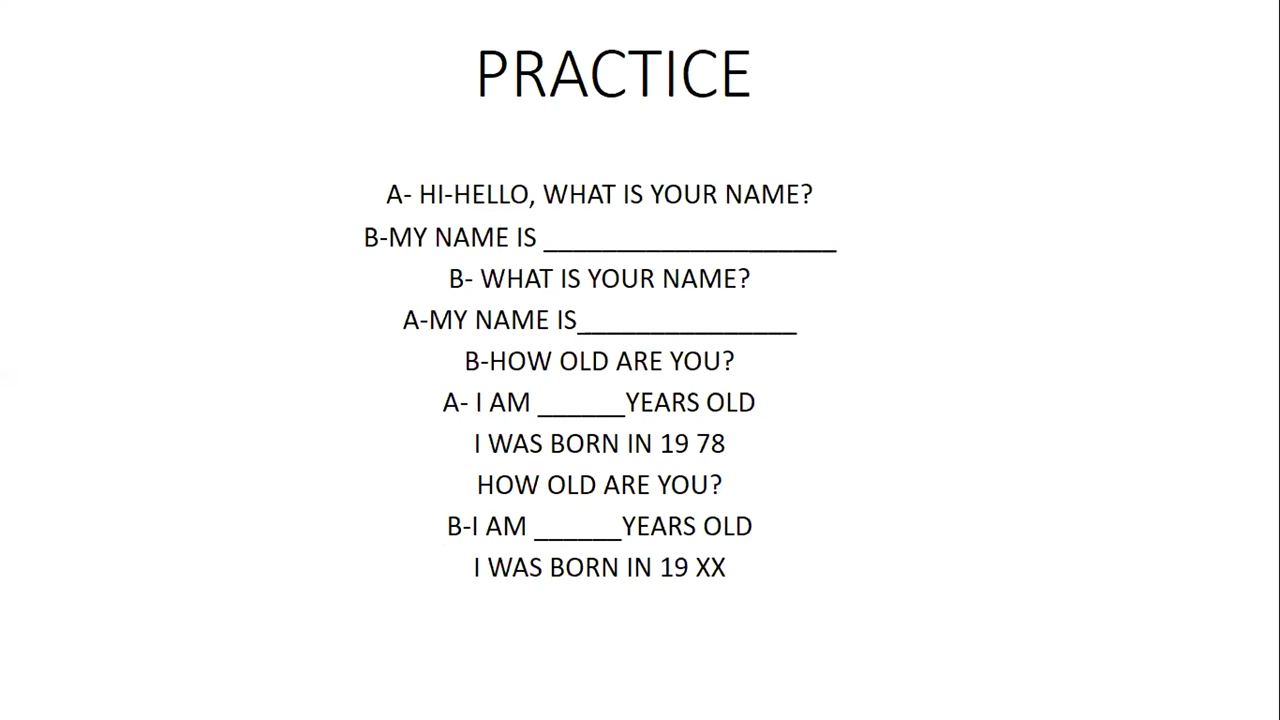 PRACTICE
A- HI-HELLO, WHAT IS YOUR NAME?
B-MY NAME IS ____________________
B- WHAT IS YOUR NAME?
A-MY NAME IS_______________
B-HOW OLD ARE YOU?
A- I AM ______YEARS OLD
I WAS BORN IN 19 78
HOW OLD ARE YOU?
B-I AM ______YEARS OLD
I WAS BORN IN 19 XX